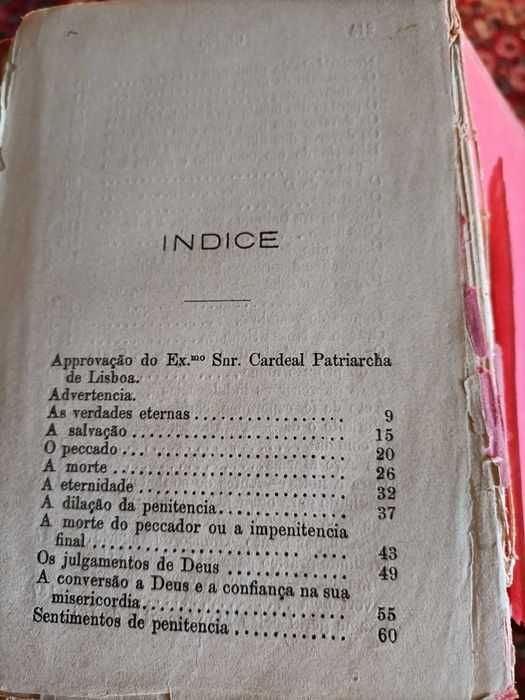 INDICE
Approvação do Ex.mo Snr. Cardeal Patriarcha
de Lisboa.
Advertencia.
As verdades eternas .................. 9
A salvação ....................... 15
O peccado... .................... 20
A morte ......................... 26
A eternidade ...................... 32
A dilação da penitencia.............. 37
A morte do peccador ou a impenitencia
final ........................ .... 43
Os julgamentos de Deus ............. 49
A conversão a Deus e a confiança na sua
misericordia...................... 55
Sentimentos de penitencia ............ 60